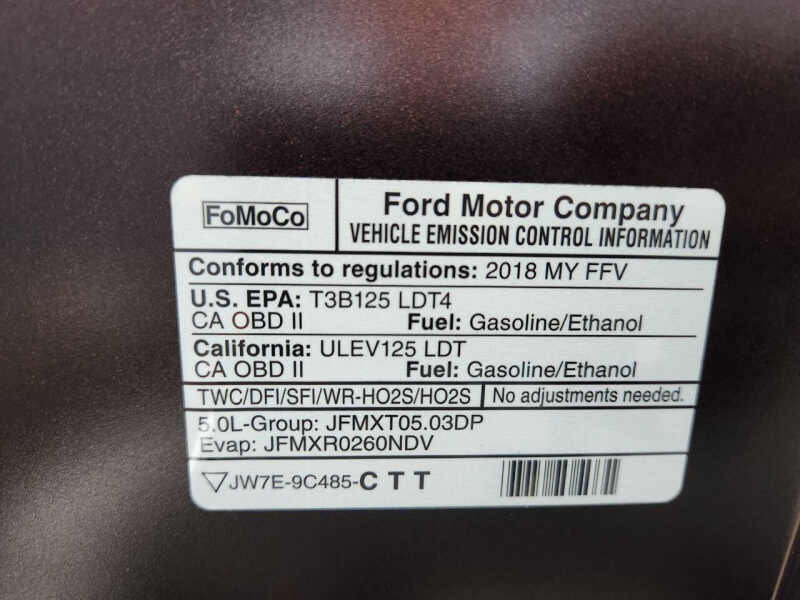 FoMoCo
Ford Motor Company
VEHICLE EMISSION CONTROL INFORMATION
Conforms to regulations: 2018 MY FFV
U.S. EPA: T3B125 LDT4
CA OBD II Fuel: Gasoline/Ethanol
California: ULEV125 LDT
CA OBD II Fuel: Gasoline/Ethanol
TWC/DFI/SFI/WR-HO2S/HO2S No adjustments needed.
5.0L-Group: JFMXT05.03DP
Evap: JFMXR0260NDV
JW7E-9C485-C T T